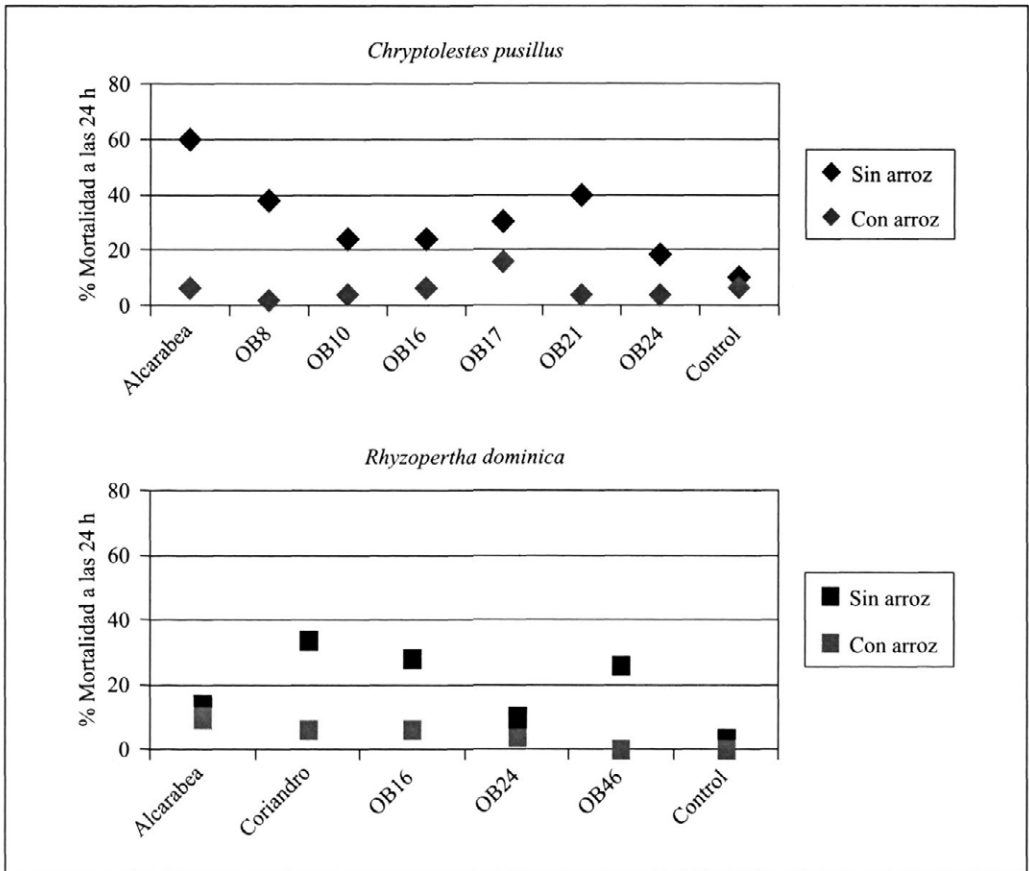 Chryptolestes pusillus
% Mortalidad a las 24 h
80
60
40
20
0
Alcarabea
OB8
OB10
OB16
OB17
OB21
OB24
Control
Sin arroz
Con arroz
Rhyzopertha dominica
% Mortalidad a las 24 h
80
60
40
20
0
Alcarabea
Coriandro
OB16
OB24
OB46
Control
Sin arroz
Con arroz